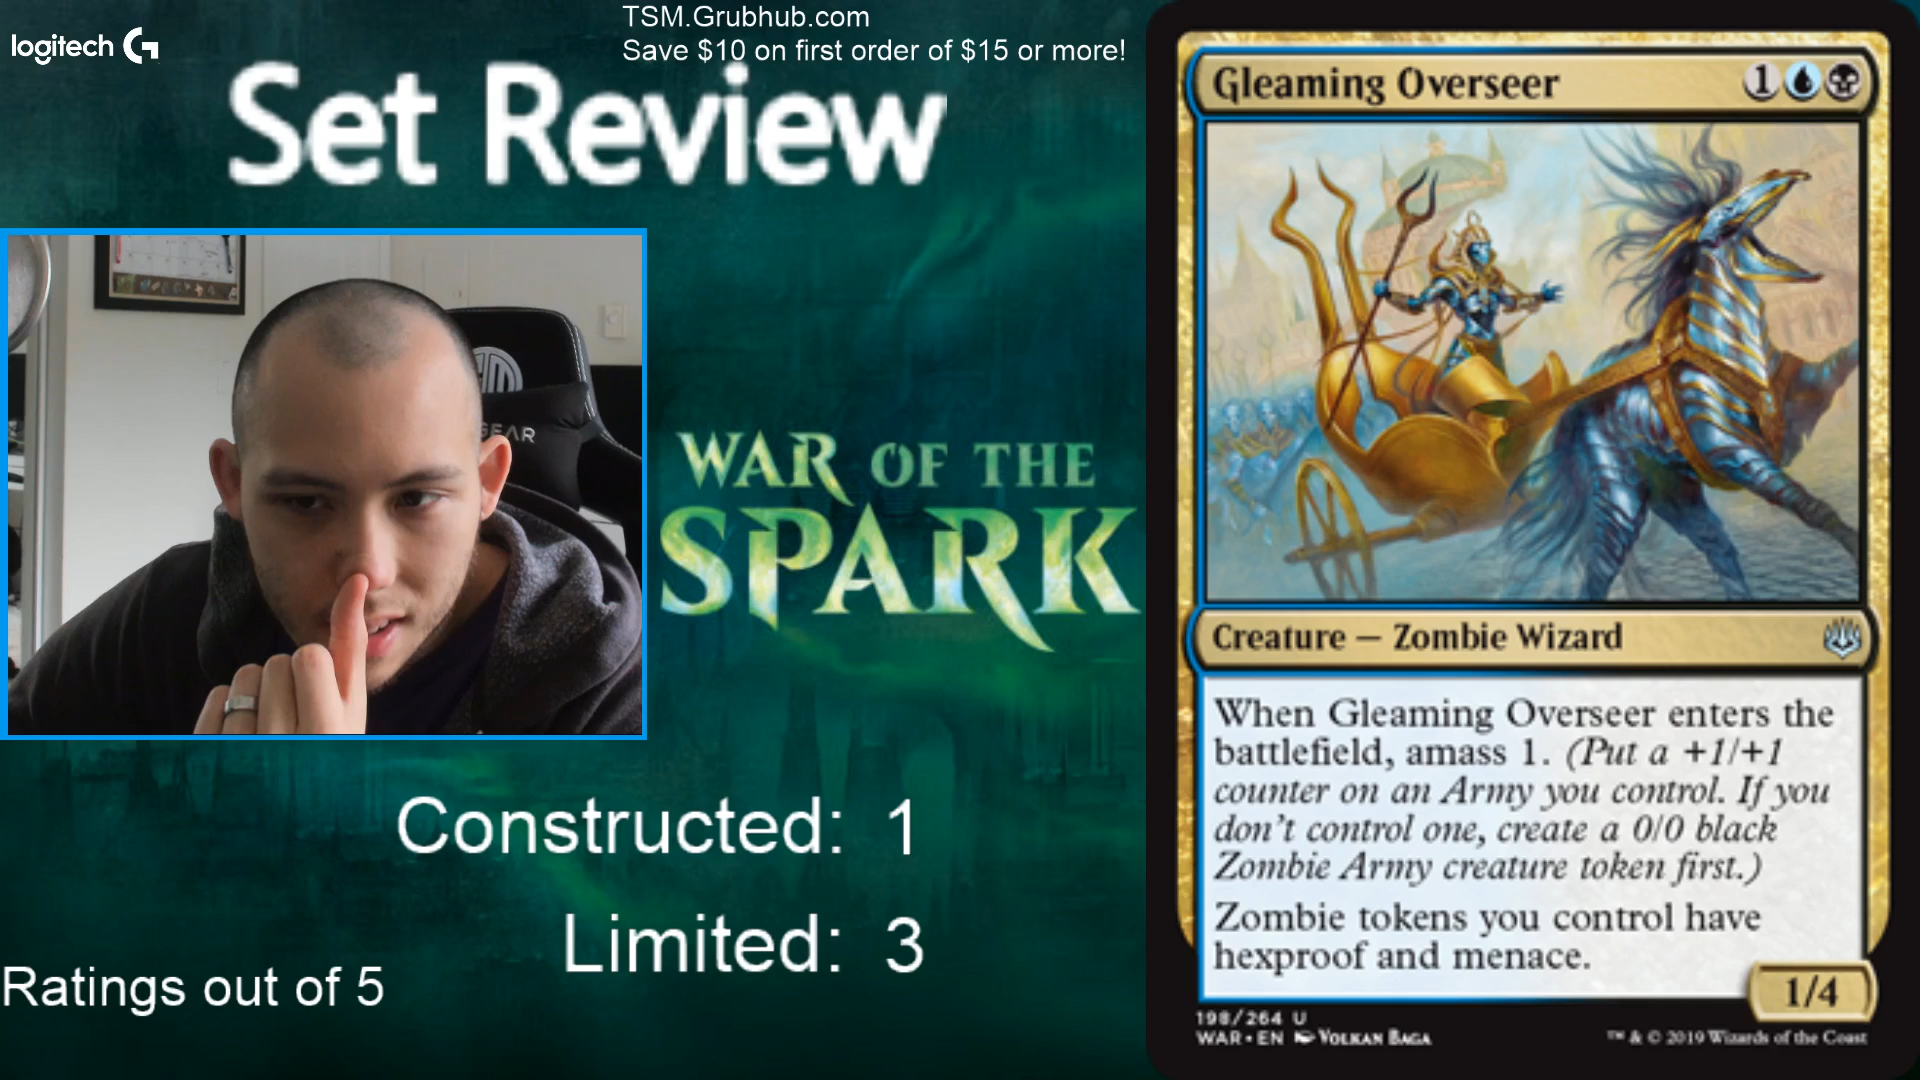 logitech G
TSM.Grubhub.com
Save $10 on first order of $15 or more!
Set Review
GEAR
WAR OF THE
SPARK
Constructed: 1
Limited: 3
Ratings out of 5
Gleaming Overseer 1
Creature — Zombie Wizard
When Gleaming Overseer enters the
battlefield, amass 1. (Put a +1/+1
counter on an Army you control. If you
don't control one, create a 0/0 black
Zombie Army creature token first.)
Zombie tokens you control have
hexproof and menace.
1/4
198/264 U
WAR • EN VOLKAN BAGA
™ & © 2019 Wizards of the Coast